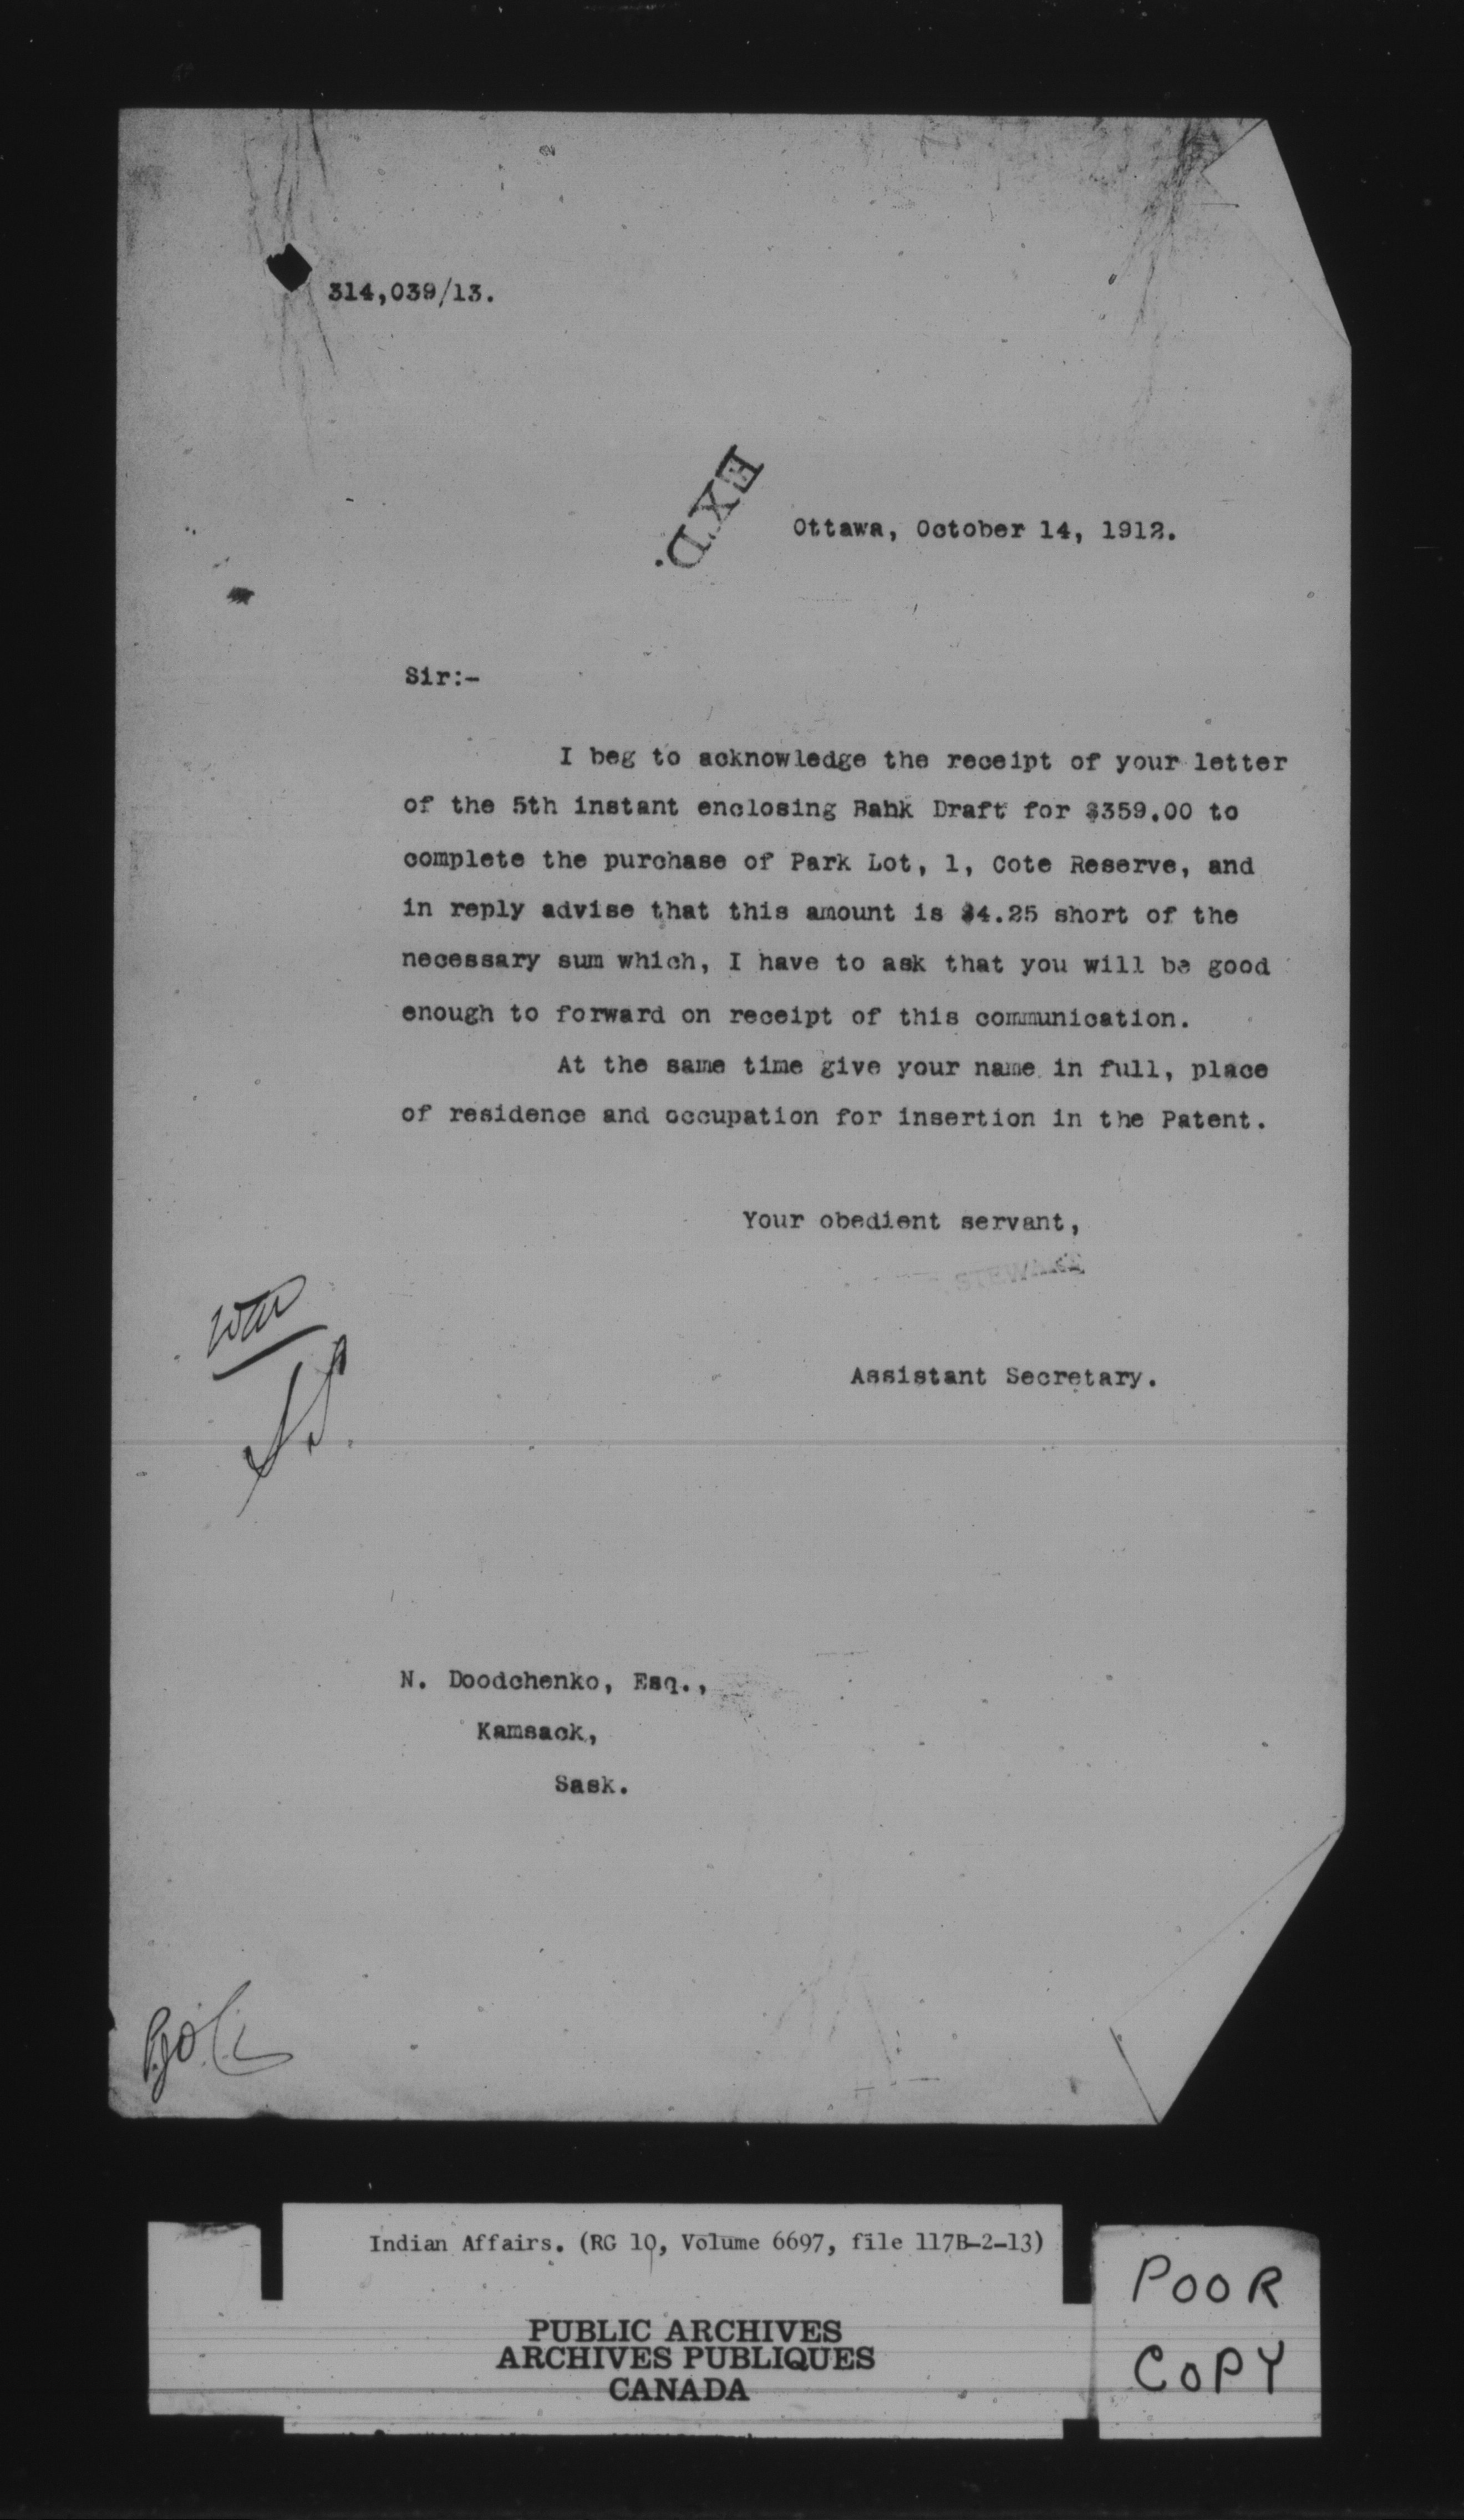 314,039/13.
EXD.
Ottawa, October 14, 1912.
Sir:-
I beg to acknowledge the receipt of your letter
of the 5th instant enclosing Bank Draft for $359.00 to
complete the purchase of Park Lot, 1, Cote Reserve, and
in reply advise that this amount is $4.25 short of the
necessary sum which, I have to ask that you will be good
enough to forward on receipt of this communication.
At the same time give your name in full, place
of residence and occupation for insertion in the Patent.
Your obedient servant,
STEWART
Assistant Secretary.
N. Doodchenko, Esq.,
Kamsack,
Sask.
Indian Affairs. (RG 10, Volume 6697, file 117B-2-13)
PUBLIC ARCHIVES
ARCHIVES PUBLIQUES
CANADA
POOR
COPY